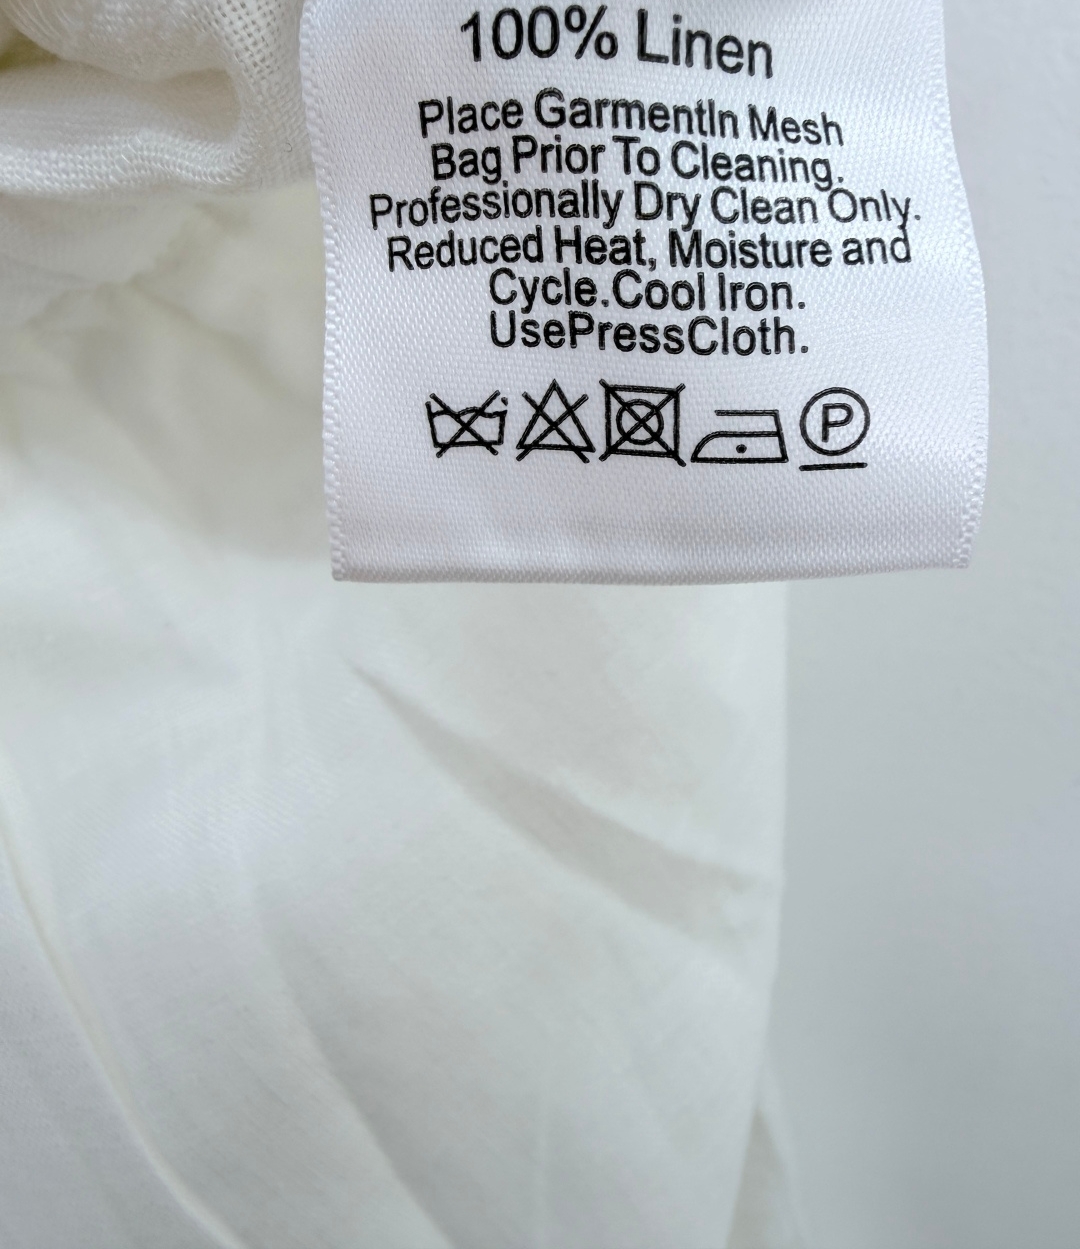 100% Linen
Place GarmentIn Mesh
Bag Prior To Cleaning.
Professionally Dry Clean Only.
Reduced Heat, Moisture and
Cycle.Cool Iron.
UsePressCloth.
P